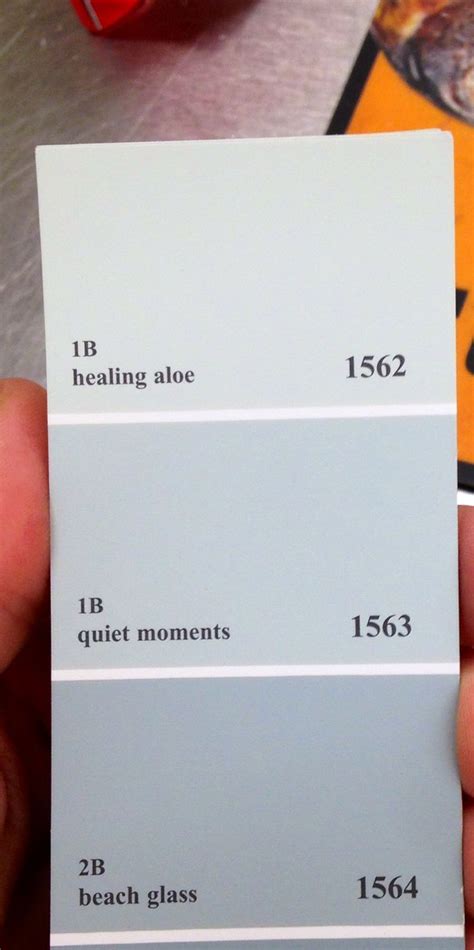 1B
healing aloe 1562
1B
quiet moments 1563
2B
beach glass 1564